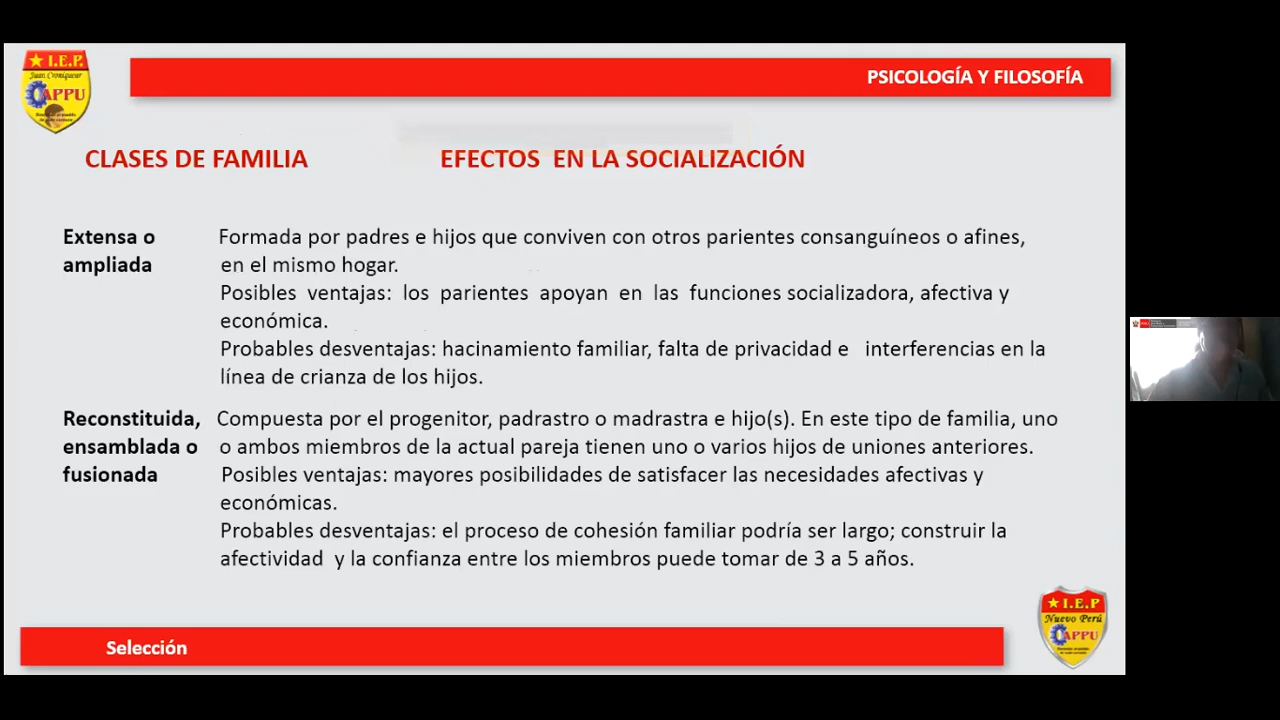 I.E.P.
Juan Croniqueur
CAPPU
PSICOLOGÍA Y FILOSOFÍA
CLASES DE FAMILIA EFECTOS EN LA SOCIALIZACIÓN
Extensa o Formada por padres e hijos que conviven con otros parientes consanguíneos o afines,
ampliada en el mismo hogar.
Posibles ventajas: los parientes apoyan en las funciones socializadora, afectiva y
económica.
Probables desventajas: hacinamiento familiar, falta de privacidad e interferencias en la
línea de crianza de los hijos.
Reconstituida, Compuesta por el progenitor, padrastro o madrastra e hijo(s). En este tipo de familia, uno
ensamblada o o ambos miembros de la actual pareja tienen uno o varios hijos de uniones anteriores.
fusionada Posibles ventajas: mayores posibilidades de satisfacer las necesidades afectivas y
económicas.
Probables desventajas: el proceso de cohesión familiar podría ser largo; construir la
afectividad y la confianza entre los miembros puede tomar de 3 a 5 años.
I.E.P
Nuevo Perú
CAPPU
Selección